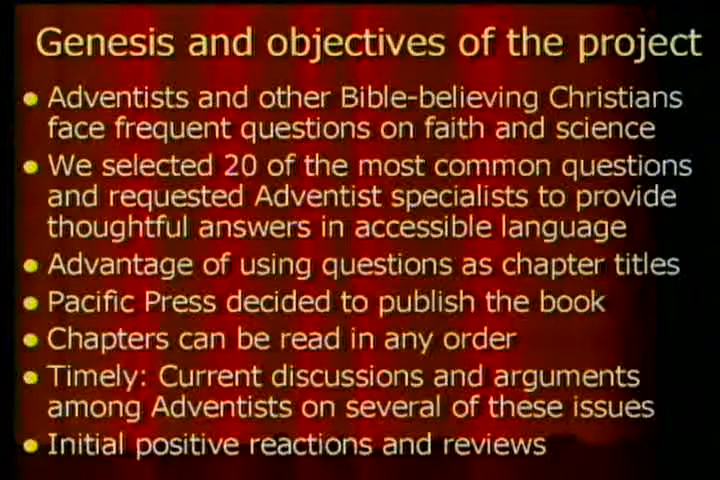 Genesis and objectives of the project
Adventists and other Bible-believing Christians
face frequent questions on faith and science
We selected 20 of the most common questions
and requested Adventist specialists to provide
thoughtful answers in accessible language
Advantage of using questions as chapter titles
Pacific Press decided to publish the book
Chapters can be read in any order
Timely: Current discussions and arguments
among Adventists on several of these issues
Initial positive reactions and reviews